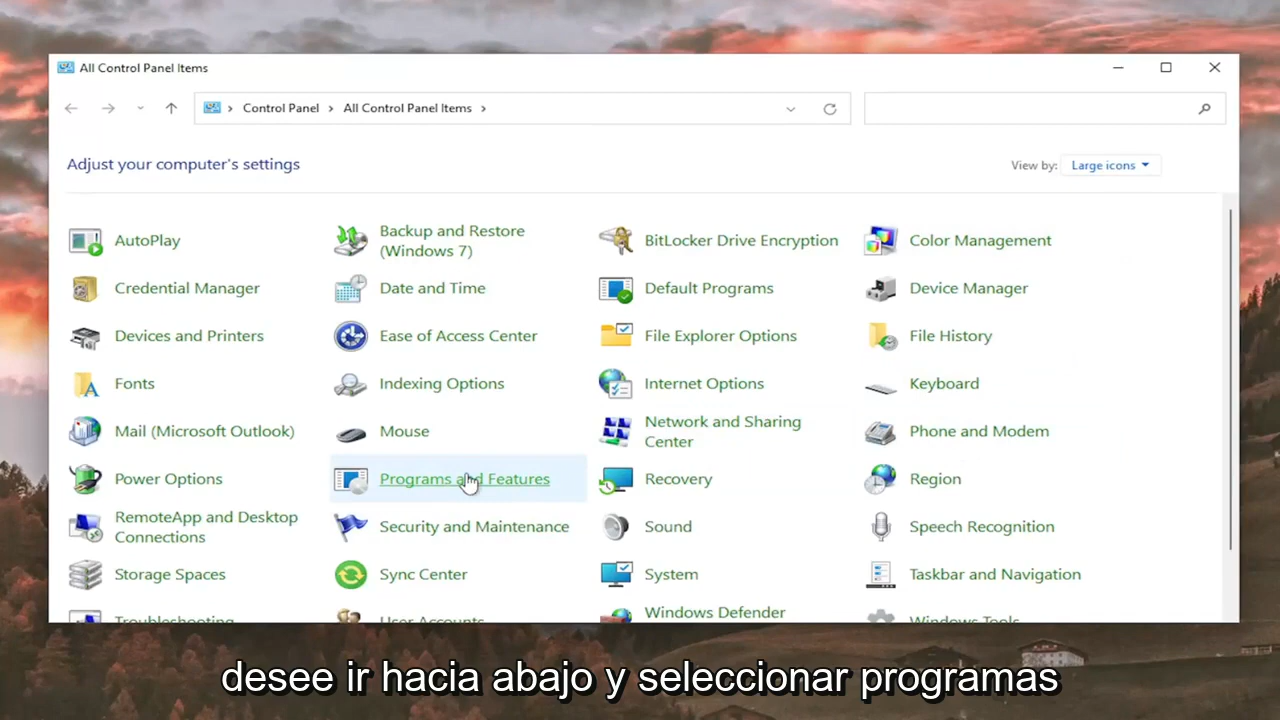 All Control Panel Items
Control Panel > All Control Panel Items >
Adjust your computer's settings
View by: Large icons
AutoPlay
Backup and Restore
(Windows 7)
BitLocker Drive Encryption
Color Management
Credential Manager
Date and Time
Default Programs
Device Manager
Devices and Printers
Ease of Access Center
File Explorer Options
File History
Fonts
Indexing Options
Internet Options
Keyboard
Mail (Microsoft Outlook)
Mouse
Network and Sharing
Center
Phone and Modem
Power Options
Programs and Features
Recovery
Region
RemoteApp and Desktop
Connections
Security and Maintenance
Sound
Speech Recognition
Storage Spaces
Sync Center
System
Taskbar and Navigation
Troubleshooting
User Accounts
Windows Defender
Windows Tools
desee ir hacia abajo y seleccionar programas